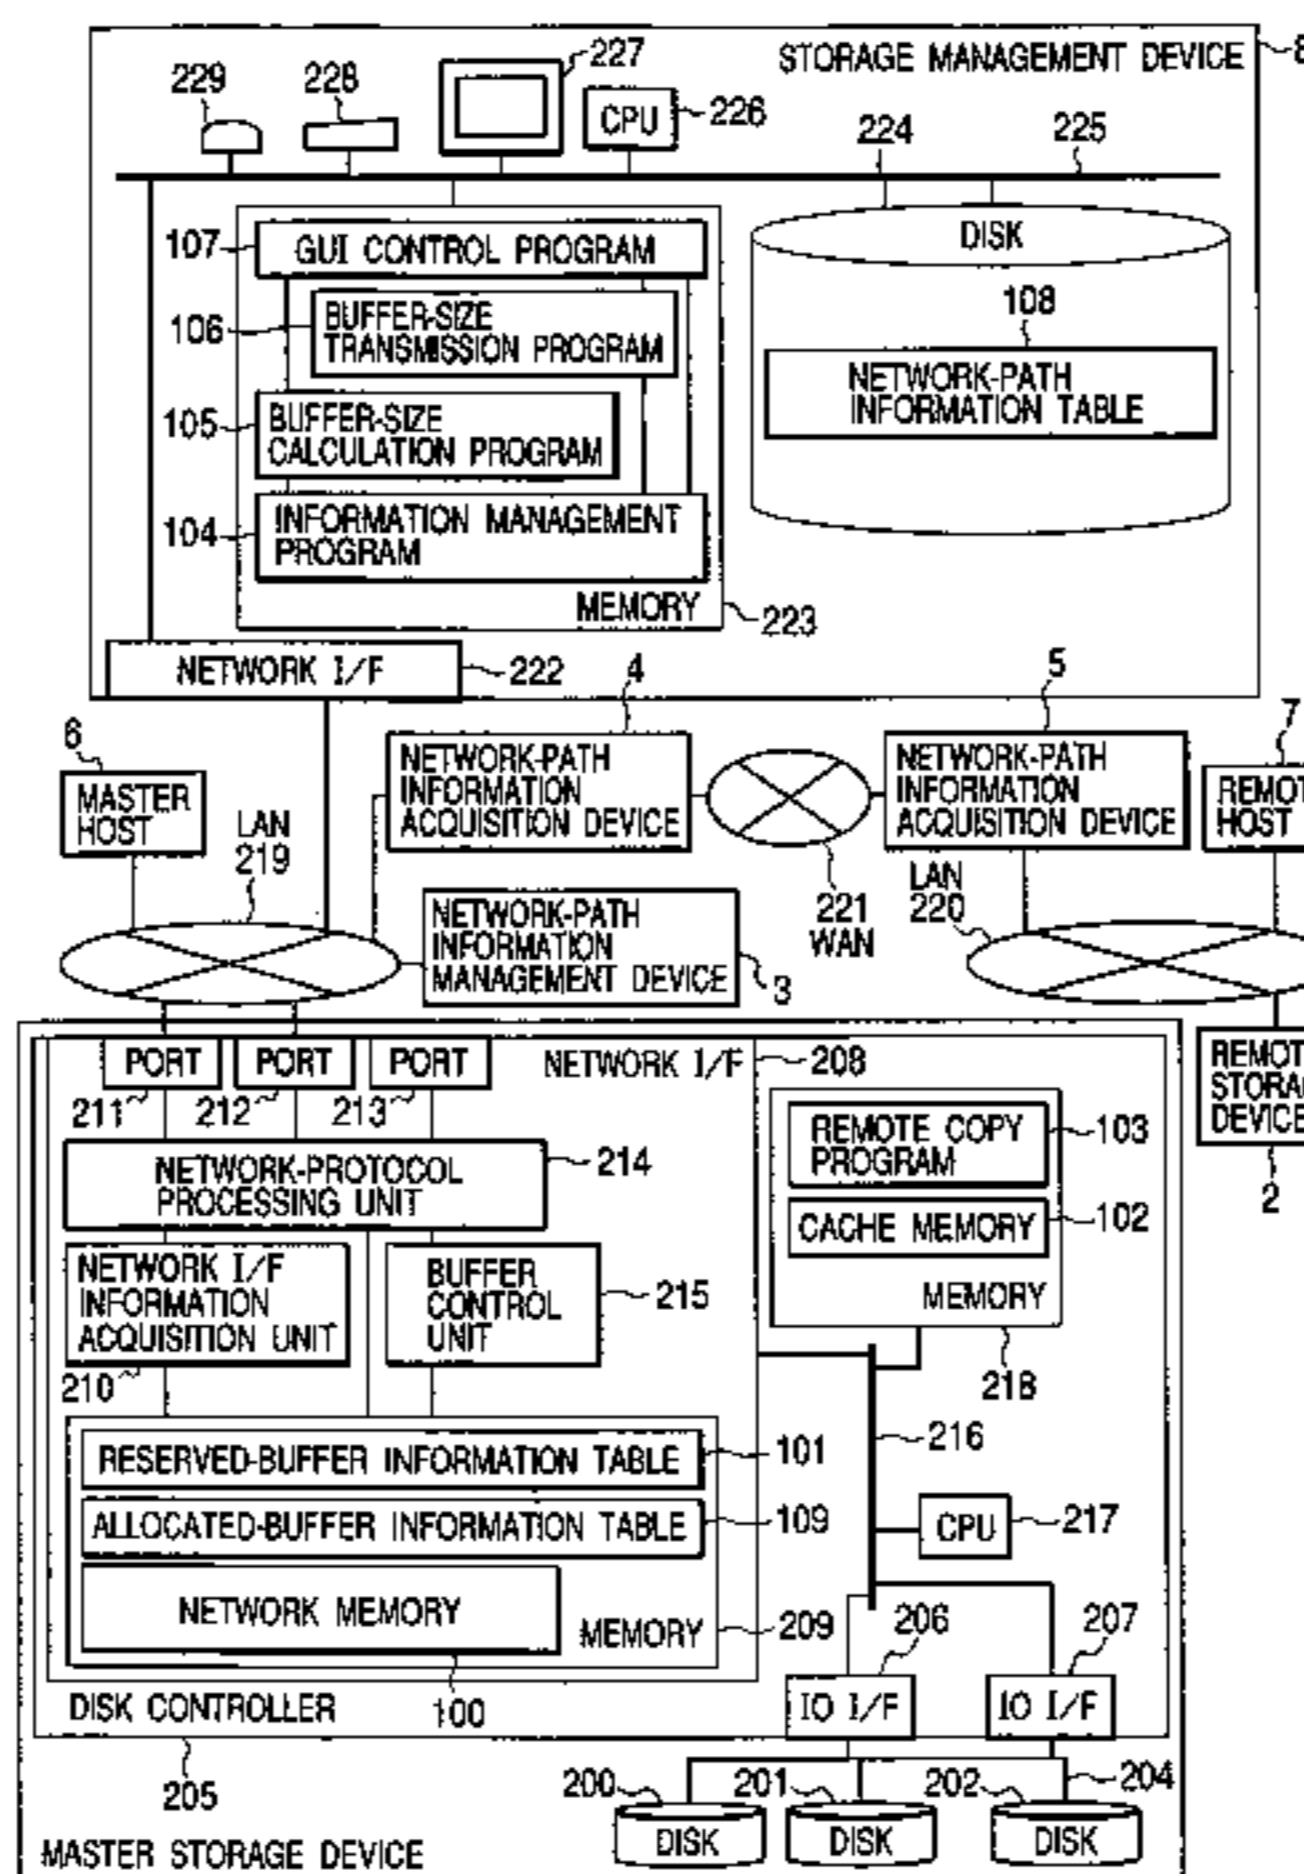 STORAGE MANAGEMENT DEVICE
8
229
228
227
CPU
226
224
225
107
GUI CONTROL PROGRAM
106
BUFFER-SIZE
TRANSMISSION PROGRAM
105
BUFFER-SIZE
CALCULATION PROGRAM
104
INFORMATION MANAGEMENT
PROGRAM
MEMORY
223
DISK
108
NETWORK-PATH
INFORMATION TABLE
NETWORK I/F
222
6
MASTER
HOST
LAN
219
4
NETWORK-PATH
INFORMATION
ACQUISITION DEVICE
221
WAN
5
NETWORK-PATH
INFORMATION
ACQUISITION DEVICE
7
REMOT
HOST
LAN
220
NETWORK-PATH
INFORMATION
MANAGEMENT DEVICE
3
PORT
PORT
PORT
211
212
213
NETWORK I/F
208
NETWORK-PROTOCOL
PROCESSING UNIT
214
NETWORK I/F
INFORMATION
ACQUISITION UNIT
210
BUFFER
CONTROL
UNIT
215
REMOTE COPY
PROGRAM
103
CACHE MEMORY
102
MEMORY
218
REMOT
STORA
DEVICE
2
RESERVED-BUFFER INFORMATION TABLE
101
ALLOCATED-BUFFER INFORMATION TABLE
109
NETWORK MEMORY
100
MEMORY
209
216
CPU
217
206
207
IO I/F
IO I/F
DISK CONTROLLER
205
200
201
202
204
DISK
DISK
DISK
MASTER STORAGE DEVICE